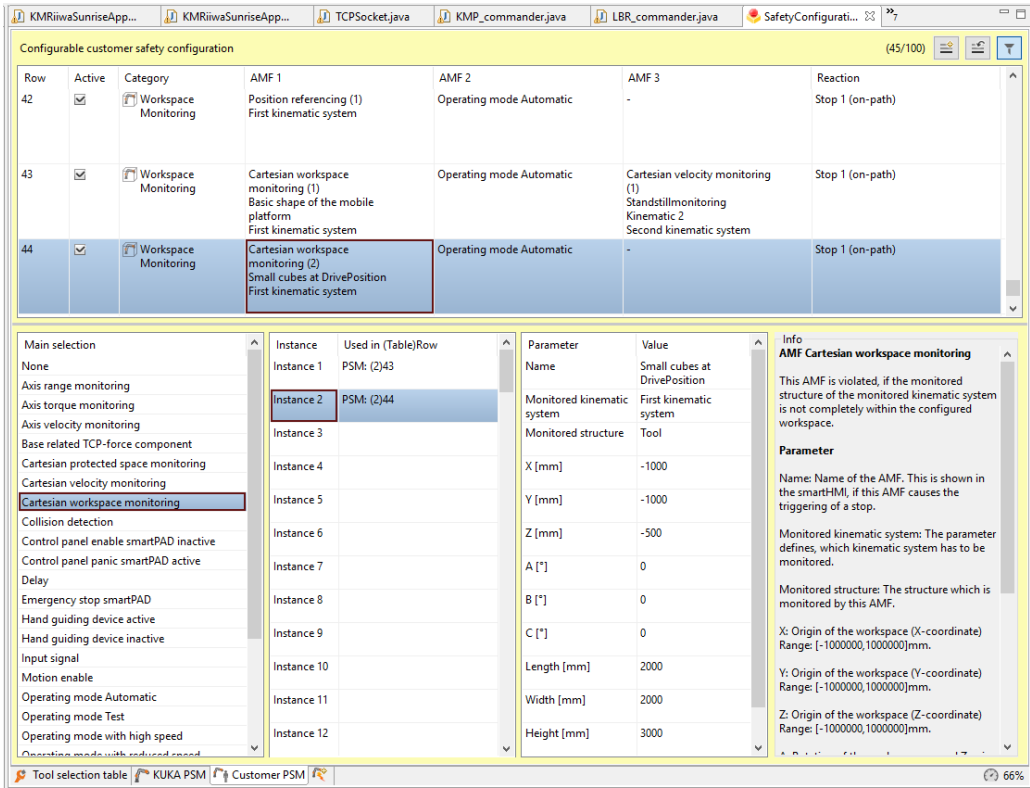 KMRiiwaSunriseApp...
KMRiiwaSunriseApp...
TCPSocket.java
KMP_commander.java
LBR_commander.java
SafetyConfigurati...
»7
Configurable customer safety configuration
(45/100)
Row Active Category AMF 1 AMF 2 AMF 3 Reaction
42 Workspace Position referencing (1) Operating mode Automatic - Stop 1 (on-path)
Monitoring First kinematic system
43 Workspace Cartesian workspace Operating mode Automatic Cartesian velocity monitoring Stop 1 (on-path)
Monitoring monitoring (1) (1)
Basic shape of the mobile Standstillmonitoring
platform Kinematic 2
First kinematic system Second kinematic system
44 Workspace Cartesian workspace Operating mode Automatic - Stop 1 (on-path)
Monitoring monitoring (2)
Small cubes at DrivePosition
First kinematic system
Main selection
None
Axis range monitoring
Axis torque monitoring
Axis velocity monitoring
Base related TCP-force component
Cartesian protected space monitoring
Cartesian velocity monitoring
Cartesian workspace monitoring
Collision detection
Control panel enable smartPAD inactive
Control panel panic smartPAD active
Delay
Emergency stop smartPAD
Hand guiding device active
Hand guiding device inactive
Input signal
Motion enable
Operating mode Automatic
Operating mode Test
Operating mode with high speed
Operating mode with reduced speed
Instance Used in (Table)Row
Instance 1 PSM: (2)43
Instance 2 PSM: (2)44
Instance 3
Instance 4
Instance 5
Instance 6
Instance 7
Instance 8
Instance 9
Instance 10
Instance 11
Instance 12
Parameter Value
Name Small cubes at
DrivePosition
Monitored kinematic First kinematic
system system
Monitored structure Tool
X [mm] -1000
Y [mm] -1000
Z [mm] -500
A [°] 0
B [°] 0
C [°] 0
Length [mm] 2000
Width [mm] 2000
Height [mm] 3000
Info
AMF Cartesian workspace monitoring
This AMF is violated, if the monitored
structure of the monitored kinematic system
is not completely within the configured
workspace.
Parameter
Name: Name of the AMF. This is shown in
the smartHMI, if this AMF causes the
triggering of a stop.
Monitored kinematic system: The parameter
defines, which kinematic system has to be
monitored.
Monitored structure: The structure which is
monitored by this AMF.
X: Origin of the workspace (X-coordinate)
Range: [-1000000,1000000]mm.
Y: Origin of the workspace (Y-coordinate)
Range: [-1000000,1000000]mm.
Z: Origin of the workspace (Z-coordinate)
Range: [-1000000,1000000]mm.
Tool selection table KUKA PSM Customer PSM
66%